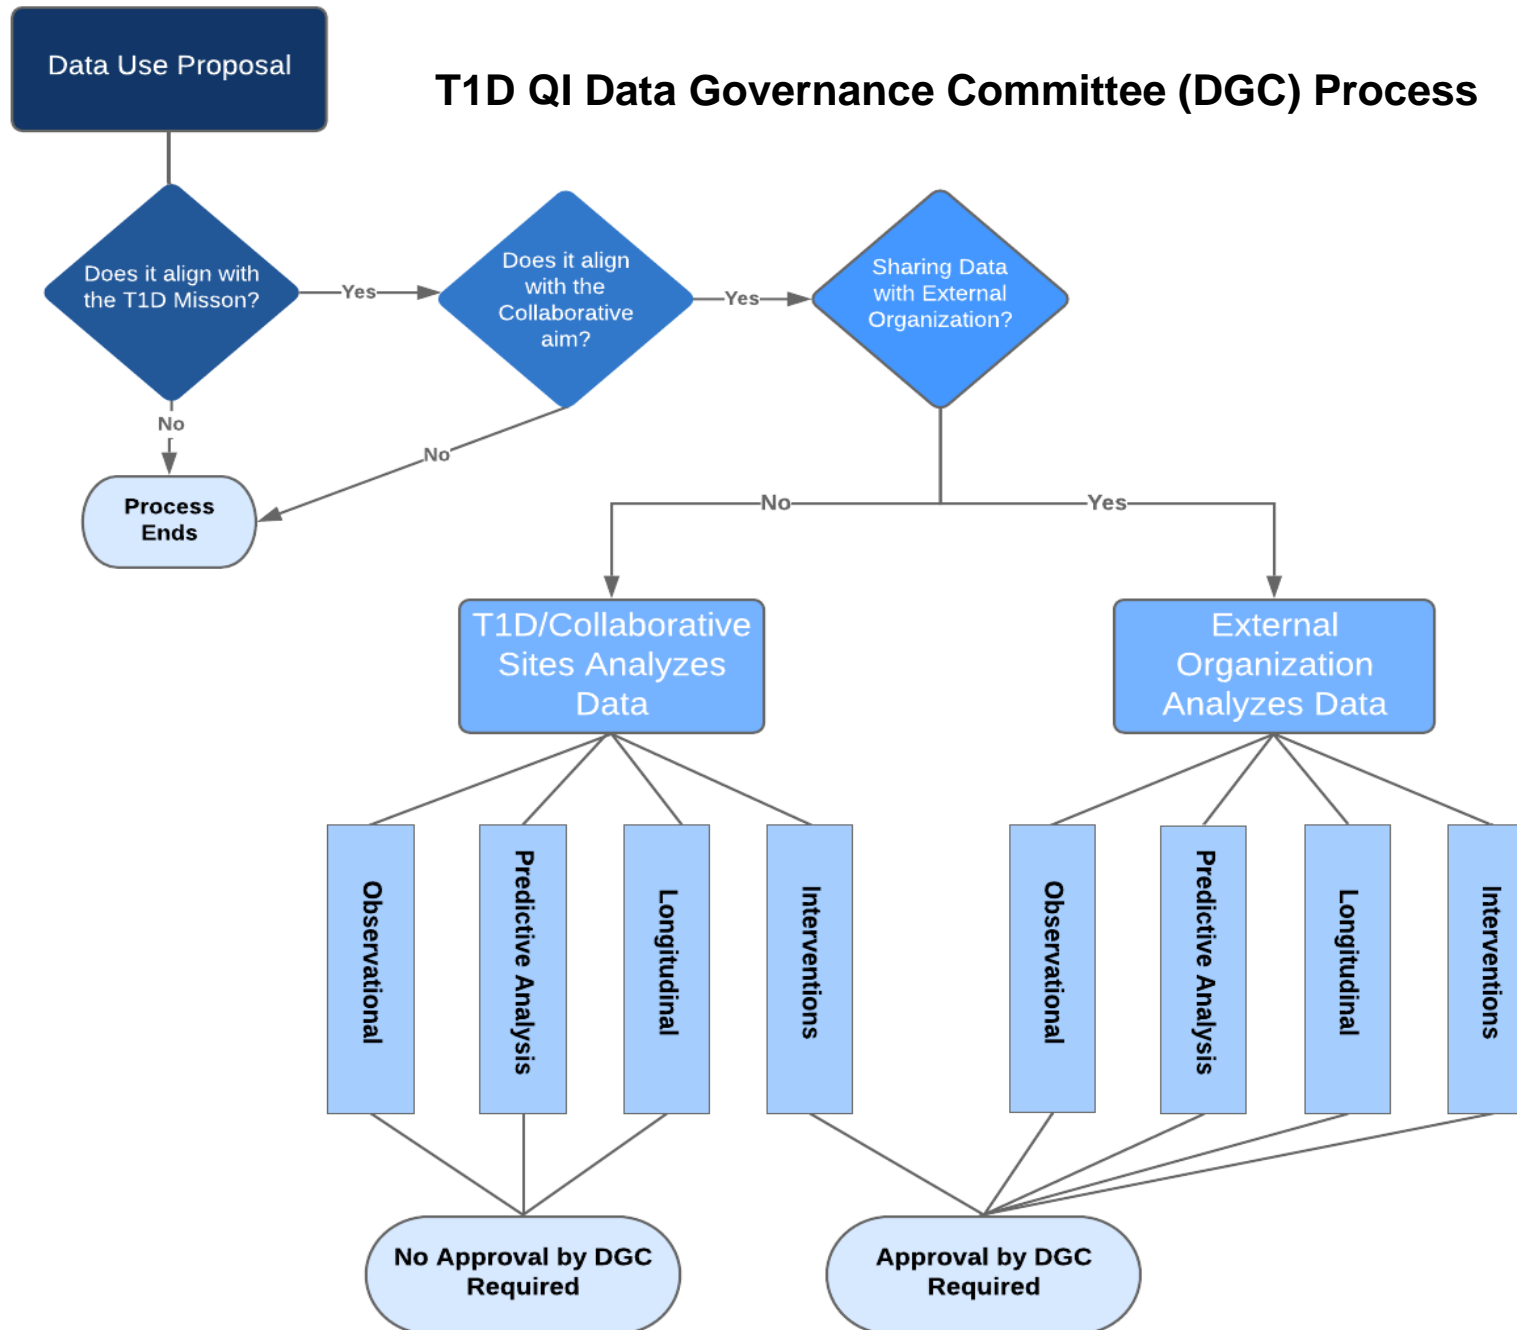 Data Use Proposal
T1D QI Data Governance Committee (DGC) Process
Does it align with
the T1D Misson?
Yes
Does it align
with the
Collaborative
aim?
Yes
Sharing Data
with External
Organization?
No
No
Process
Ends
No
Yes
T1D/Collaborative
Sites Analyzes
Data
External
Organization
Analyzes Data
Observational
Predictive Analysis
Longitudinal
Interventions
Observational
Predictive Analysis
Longitudinal
Interventions
No Approval by DGC
Required
Approval by DGC
Required